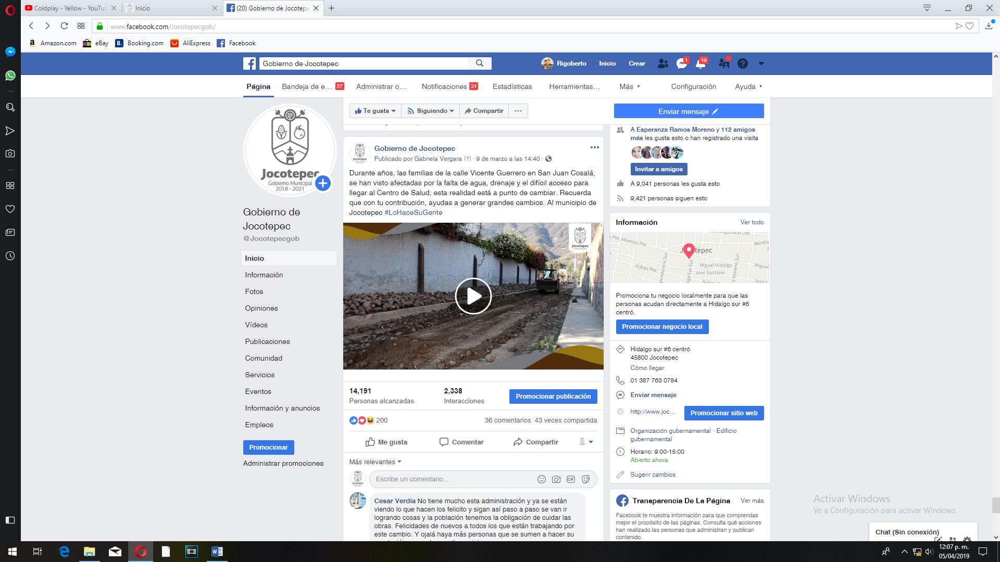 Coldplay - Yellow - YouTu
Inicio
(20) Gobierno de Jocotepe
www.facebook.com/Jocotepecgob/
Amazon.com
eBay
Booking.com
AliExpress
Facebook
Gobierno de Jocotepec
Rigoberto
Inicio
Crear
1
19
Página
Bandeja de e...
27
Administrar o...
Notificaciones
31
Estadísticas
Herramientas...
Más
Configuración
Ayuda
Jocotepec
Gobierno Municipal
2018 - 2021
Gobierno de
Jocotepec
@Jocotepecgob
Inicio
Información
Fotos
Opiniones
Vídeos
Publicaciones
Comunidad
Servicios
Eventos
Información y anuncios
Empleos
Promocionar
Administrar promociones
Te gusta
Siguiendo
Compartir
Enviar mensaje
Gobierno de Jocotepec
Publicado por Gabriela Vergara [?] · 9 de marzo a las 14:40 ·
Durante años, las familias de la calle Vicente Guerrero en San Juan Cosalá,
se han visto afectadas por la falta de agua, drenaje y el difícil acceso para
llegar al Centro de Salud; esta realidad está a punto de cambiar. Recuerda
que con tu contribución, ayudas a generar grandes cambios. Al municipio de
Jocotepec #LoHaceSuGente
Jocotepec
14,191
Personas alcanzadas
2,338
Interacciones
Promocionar publicación
200
36 comentarios 43 veces compartida
Me gusta
Comentar
Compartir
Más relevantes
Escribe un comentario...
GIF
Cesar Verdia No tiene mucho esta administración y ya se están
viendo lo que hacen los felicito y sigan así paso a paso se van ir
logrando cosas y la población tenemos la obligación de cuidar las
obras. Felicidades de nuevos a todos los que están trabajando por
este cambio. Y ojalá haya más personas que se sumen a hacer su
A Esperanza Ramos Moreno y 112 amigos
más les gusta esto o han registrado una visita
Invitar a amigos
A 9,041 personas les gusta esto
9,421 personas siguen esto
Información
Ver todo
s Pte. Morelos Pte.
Morelo
Juárez Pte.
pendencia Sur
Miguel Hidalgo
Jose Santana
Miguel
Moreno Sur
Promociona tu negocio localmente para que las
personas acudan directamente a Hidalgo sur #6
centró.
Promocionar negocio local
Hidalgo sur #6 centró
45800 Jocotepec
Cómo llegar
01 387 763 0784
Enviar mensaje
http://www.joc...
Promocionar sitio web
Organización gubernamental · Edificio
gubernamental
Horario: 9:00-15:00
Abierto ahora
Sugerir cambios
Transparencia De La Página
Ver más
Facebook te muestra información para que comprendas
mejor el propósito de las páginas. Consulta qué acciones
han realizado las personas que administran y publican
contenido.
Activar Windows
Ve a Configuración para activar Windows.
Chat (Sin conexión)
12:07 p. m.
05/04/2019